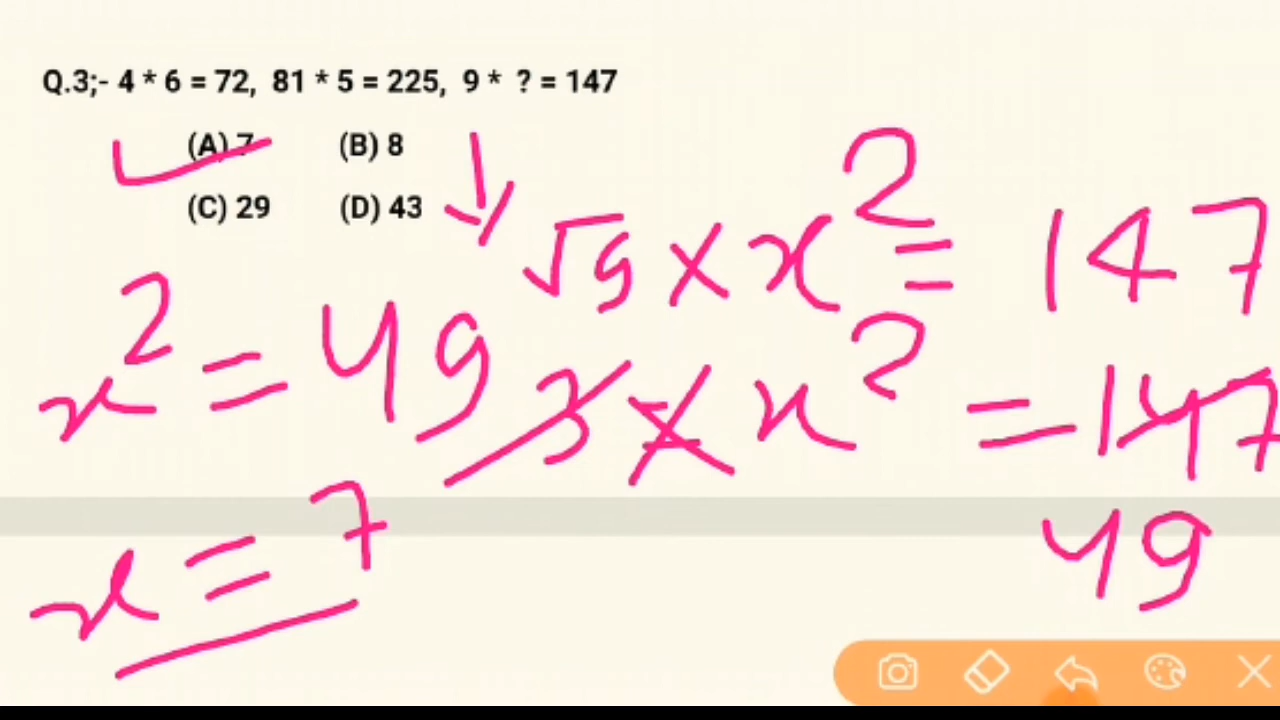 Q.3;- 4 * 6 = 72, 81 * 5 = 225, 9 * ? = 147
(A) 7 (B) 8
(C) 29 (D) 43
√9 × x² = 147
3 × x² = 147
49
x² = 49
x = 7